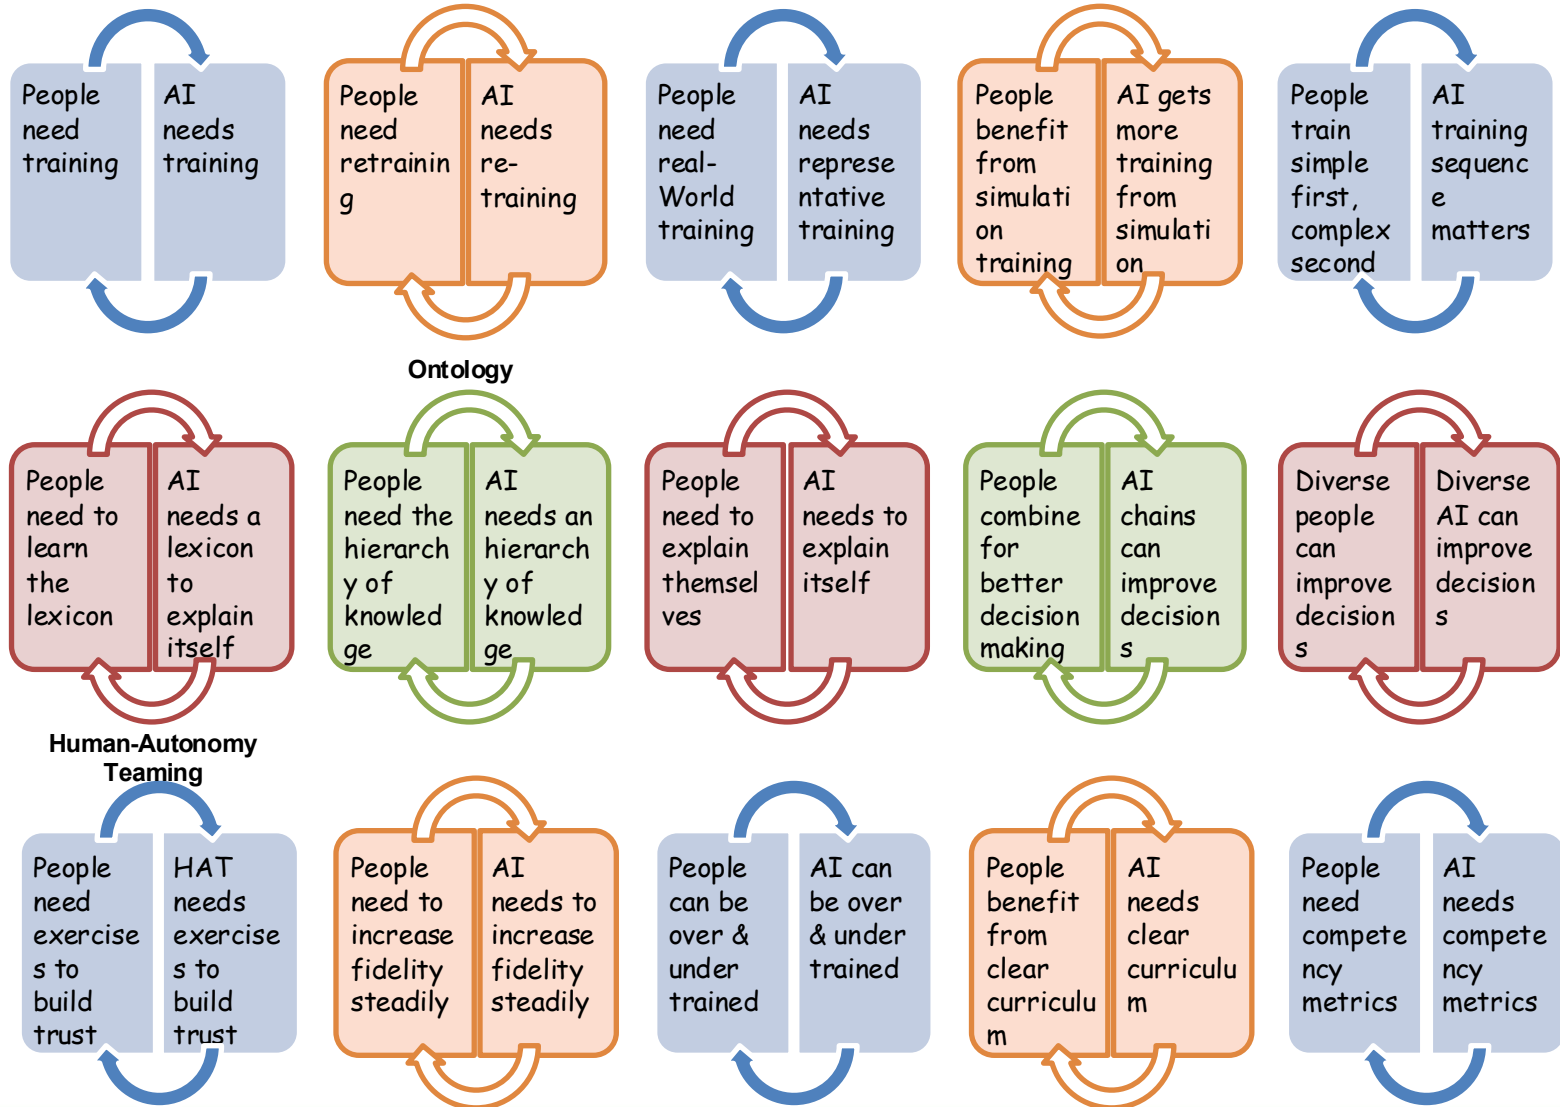 People
need
training
AI
needs
training
People
need
retrainin
g
AI
needs
re-
training
People
need
real-
World
training
AI
needs
represe
ntative
training
People
benefit
from
simulati
on
training
AI gets
more
training
from
simulati
on
People
train
simple
first,
complex
second
AI
training
sequenc
e
matters
Ontology
People
need to
learn
the
lexicon
AI
needs a
lexicon
to
explain
itself
People
need the
hierarch
y of
knowled
ge
AI
needs an
hierarch
y of
knowled
ge
People
need to
explain
themsel
ves
AI
needs to
explain
itself
People
combine
for
better
decision
making
AI
chains
can
improve
decision
s
Diverse
people
can
improve
decision
s
Diverse
AI can
improve
decision
s
Human-Autonomy
Teaming
People
need
exercise
s to
build
trust
HAT
needs
exercise
s to
build
trust
People
need to
increase
fidelity
steadily
AI
needs to
increase
fidelity
steadily
People
can be
over &
under
trained
AI can
be over
& under
trained
People
benefit
from
clear
curriculu
m
AI
needs
clear
curriculu
m
People
need
compete
ncy
metrics
AI
needs
compete
ncy
metrics